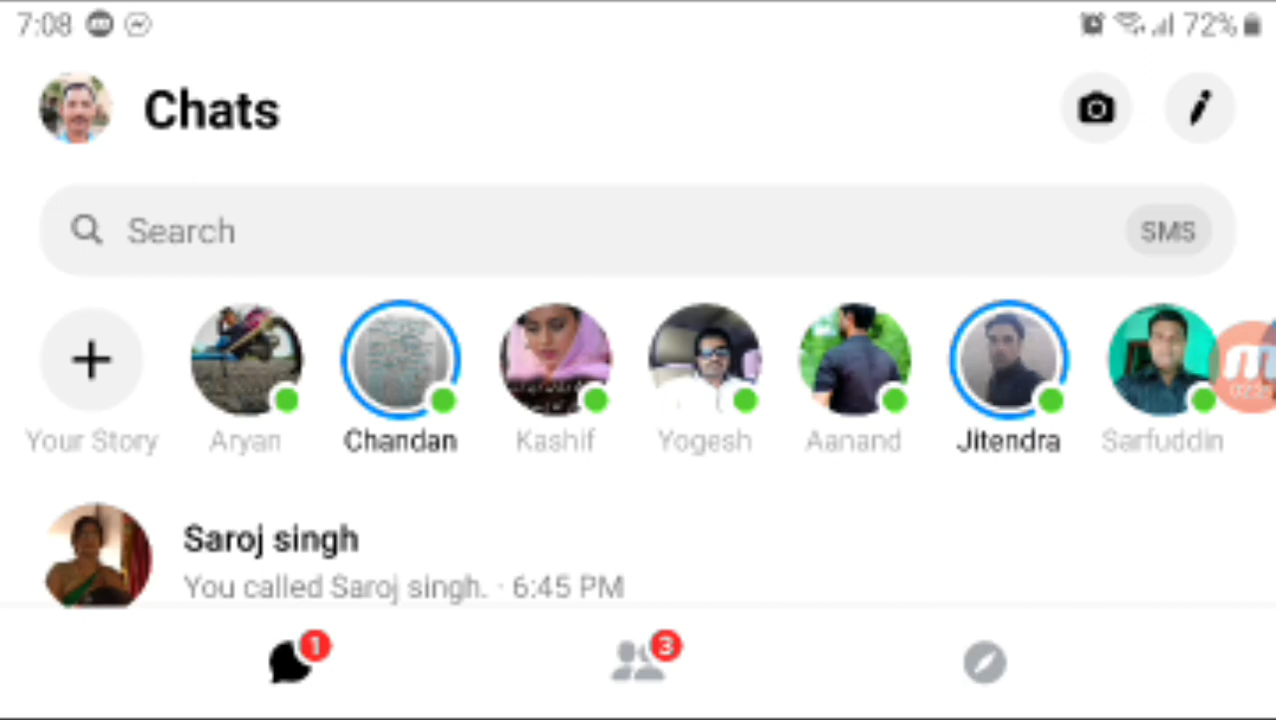 7:08
72%
Chats
Search
SMS
Your Story
Aryan
Chandan
Kashif
Yogesh
Aanand
Jitendra
Sarfuddin
Saroj singh
You called Saroj singh. · 6:45 PM
1
3